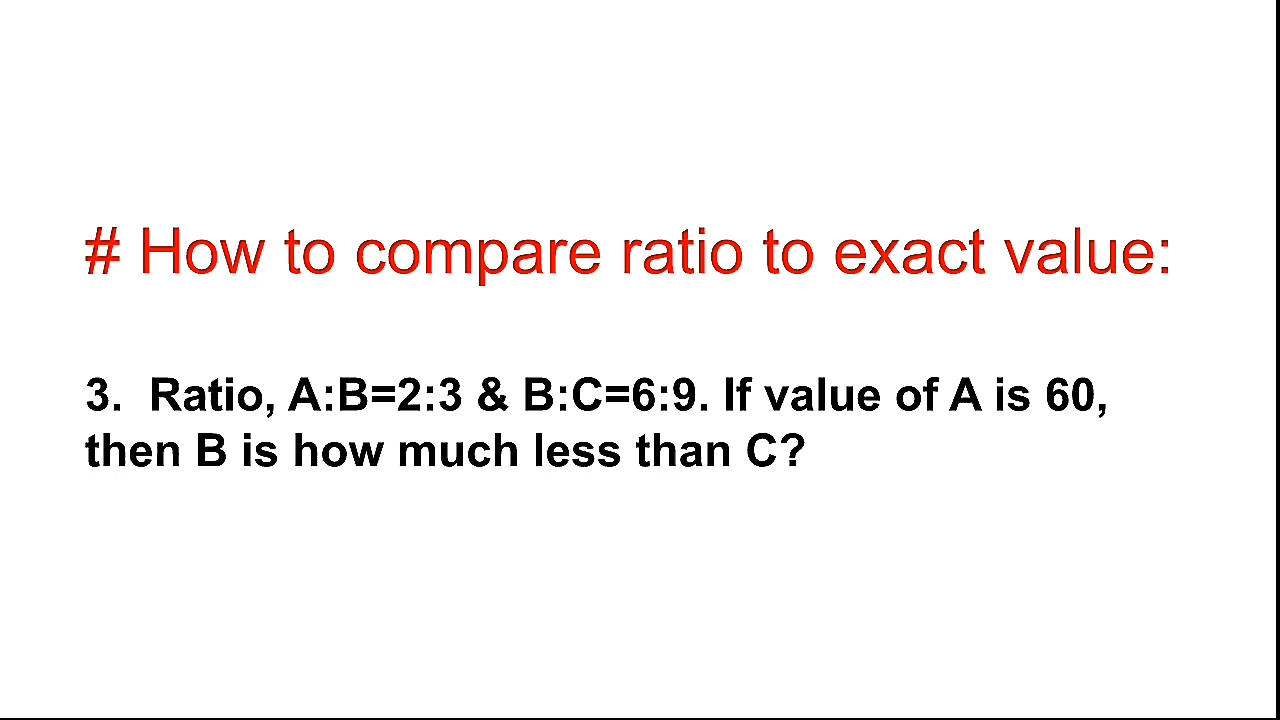 # How to compare ratio to exact value:
3. Ratio, A:B=2:3 & B:C=6:9. If value of A is 60,
then B is how much less than C?